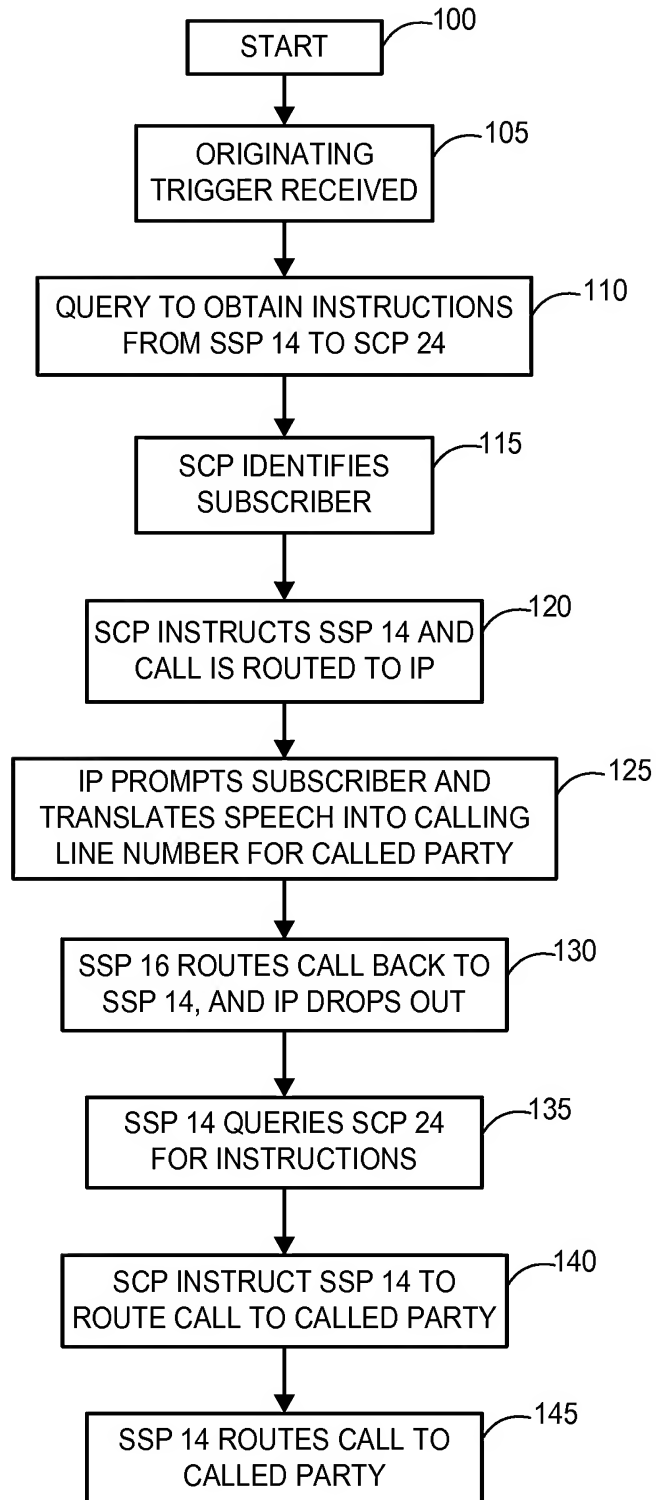 100
START
105
ORIGINATING
TRIGGER RECEIVED
110
QUERY TO OBTAIN INSTRUCTIONS
FROM SSP 14 TO SCP 24
115
SCP IDENTIFIES
SUBSCRIBER
120
SCP INSTRUCTS SSP 14 AND
CALL IS ROUTED TO IP
125
IP PROMPTS SUBSCRIBER AND
TRANSLATES SPEECH INTO CALLING
LINE NUMBER FOR CALLED PARTY
130
SSP 16 ROUTES CALL BACK TO
SSP 14, AND IP DROPS OUT
135
SSP 14 QUERIES SCP 24
FOR INSTRUCTIONS
140
SCP INSTRUCT SSP 14 TO
ROUTE CALL TO CALLED PARTY
145
SSP 14 ROUTES CALL TO
CALLED PARTY